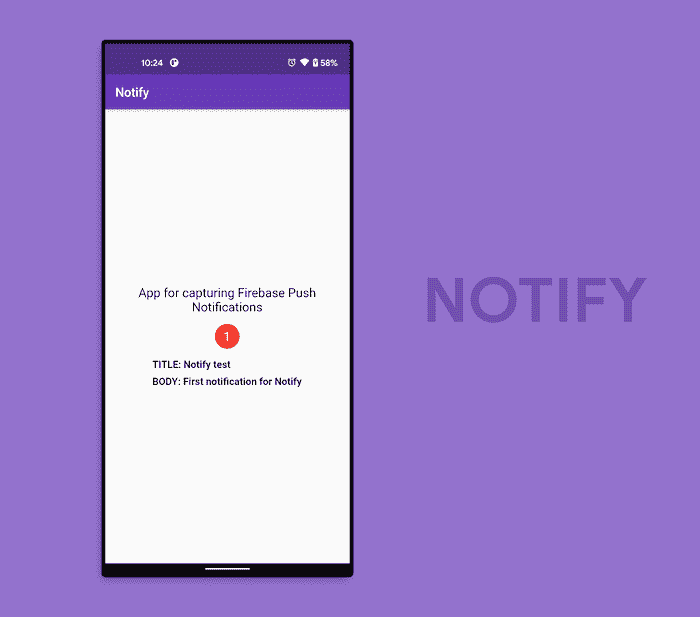 10:24 58%
Notify
App for capturing Firebase Push
Notifications
1
TITLE: Notify test
BODY: First notification for Notify
NOTIFY